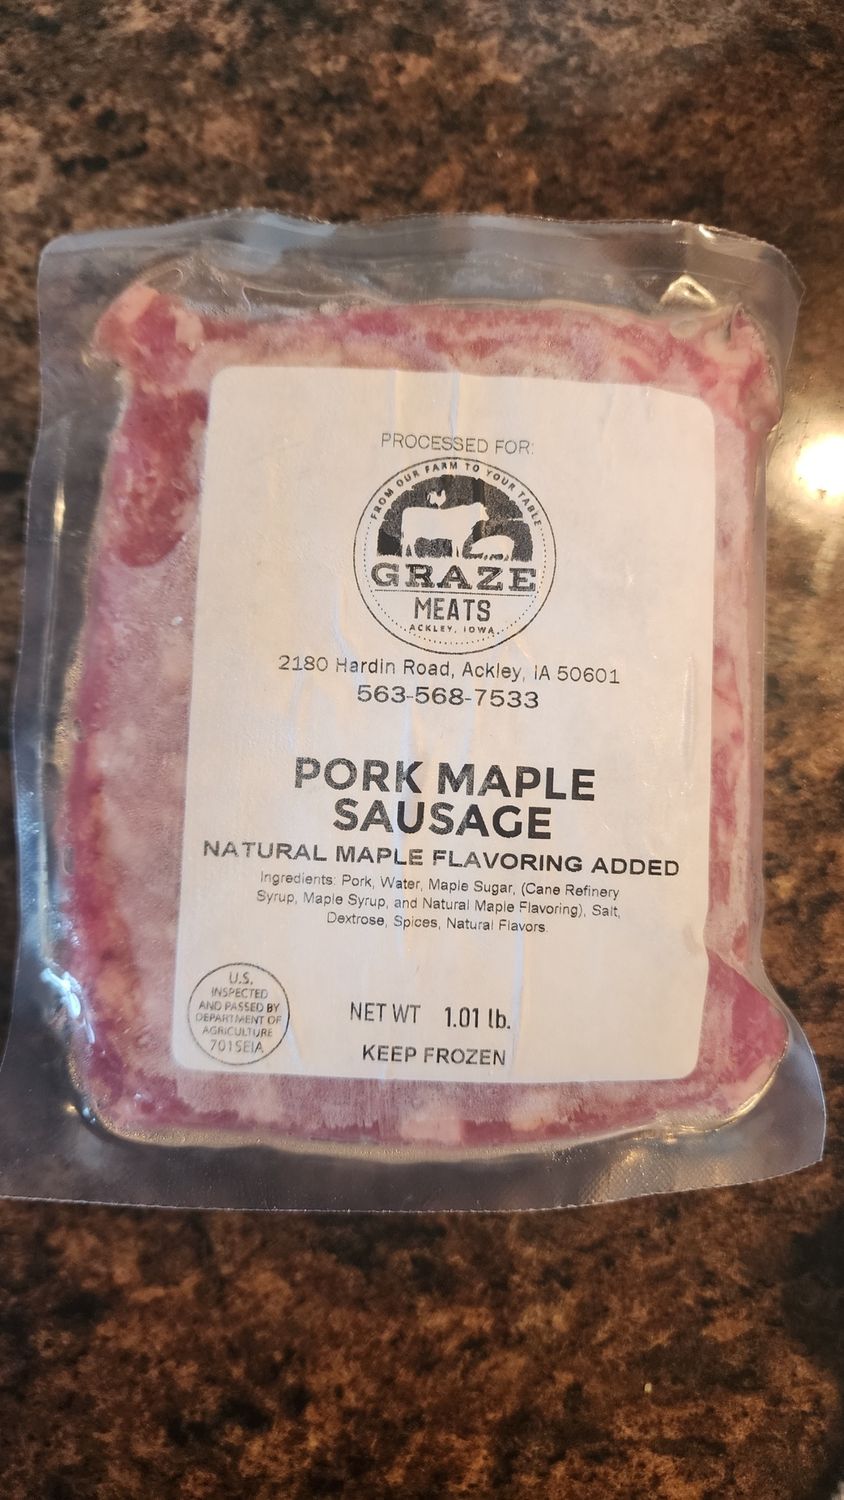 PROCESSED FOR:
FROM OUR FARM TO YOUR TABLE
GRAZE
MEATS
ACKLEY, IOWA
2180 Hardin Road, Ackley, IA 50601
563-568-7533
PORK MAPLE
SAUSAGE
NATURAL MAPLE FLAVORING ADDED
Ingredients: Pork, Water, Maple Sugar, (Cane Refinery
Syrup, Maple Syrup, and Natural Maple Flavoring), Salt,
Dextrose, Spices, Natural Flavors.
U.S.
INSPECTED
AND PASSED BY
DEPARTMENT OF
AGRICULTURE
7015EIA
NET WT 1.01 lb.
KEEP FROZEN